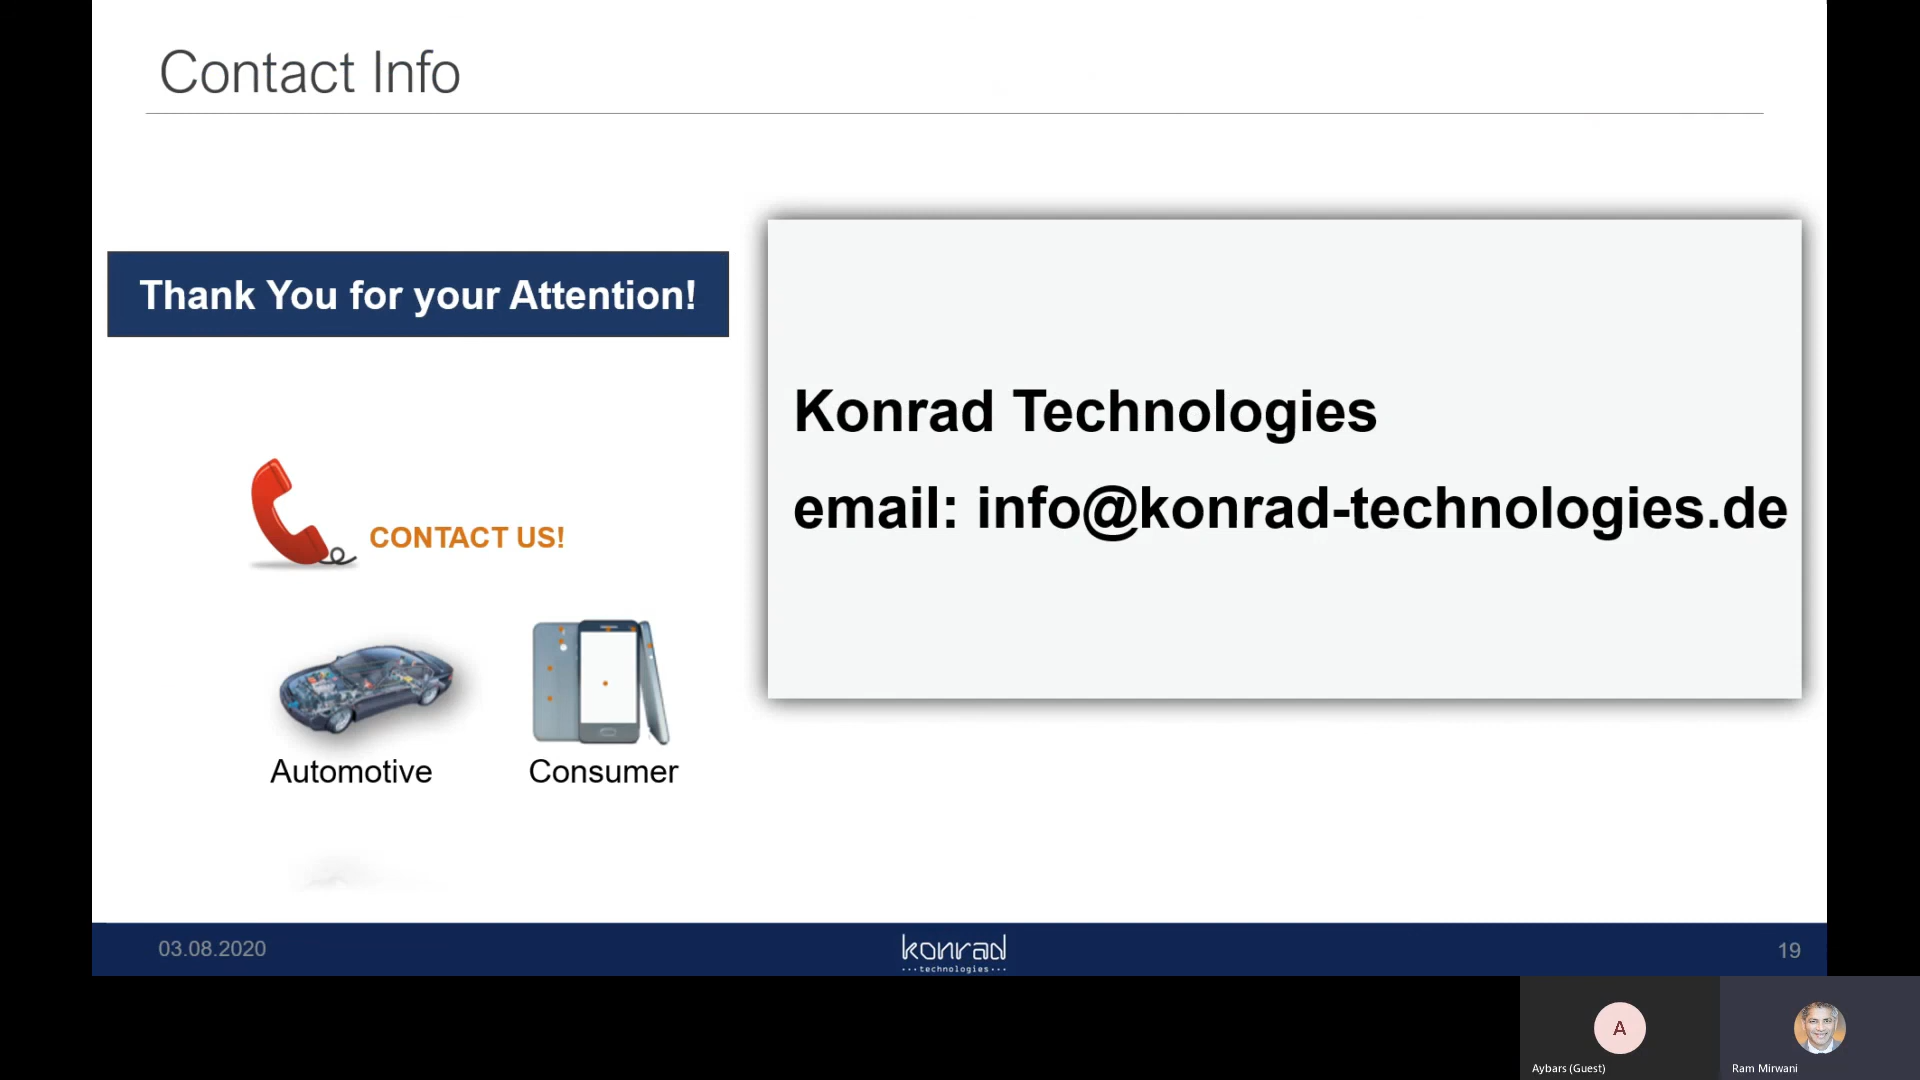 Contact Info
Thank You for your Attention!
Konrad Technologies
email: info@konrad-technologies.de
CONTACT US!
Automotive
Consumer
03.08.2020
konrad
technologies
19
A
Aybars (Guest)
Ram Mirwani